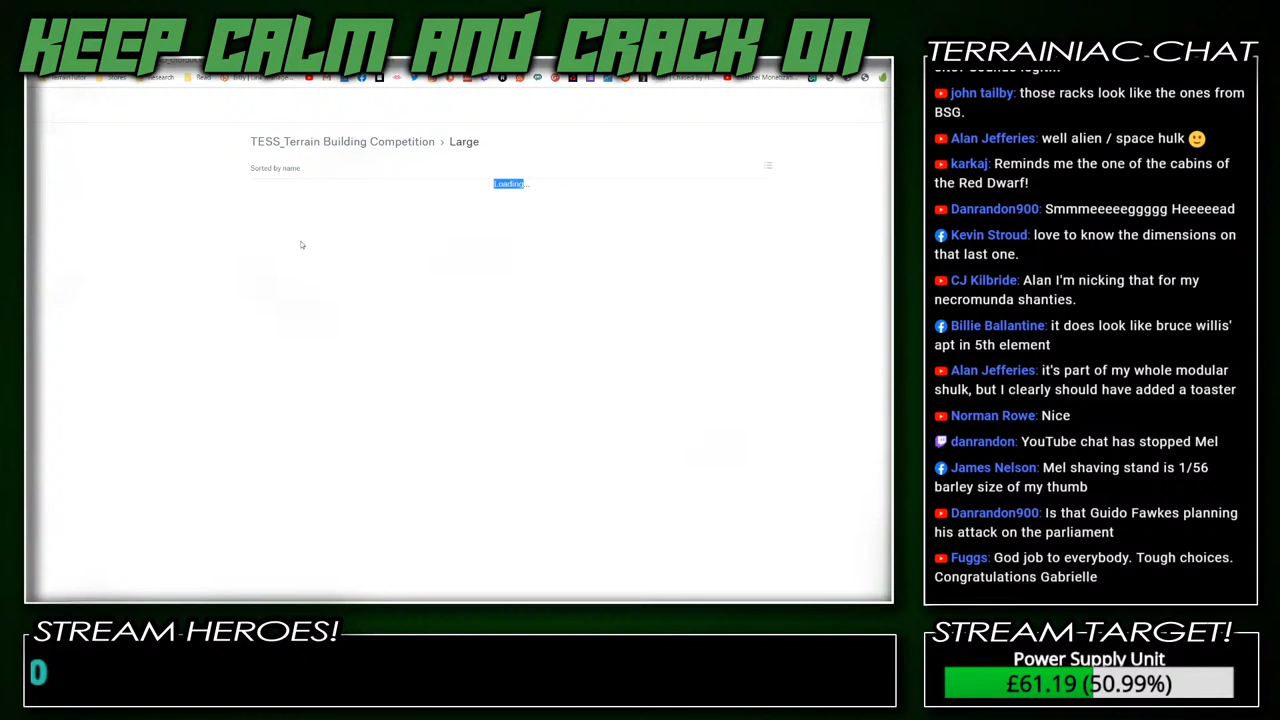 KEEP CALM AND CRACK ON
TerrainTutor Stores Research Read
TESS_Terrain Building Competition › Large
Sorted by name
Loading...
TERRAINIAC CHAT
john tailby: those racks look like the ones from
BSG.
Alan Jefferies: well alien / space hulk 🙂
karkaj: Reminds me the one of the cabins of
the Red Dwarf!
Danrandon900: Smmmeeeeeggggg Heeeeead
Kevin Stroud: love to know the dimensions on
that last one.
CJ Kilbride: Alan I'm nicking that for my
necromunda shanties.
Billie Ballantine: it does look like bruce willis'
apt in 5th element
Alan Jefferies: it's part of my whole modular
shulk, but I clearly should have added a toaster
Norman Rowe: Nice
danrandon: YouTube chat has stopped Mel
James Nelson: Mel shaving stand is 1/56
barley size of my thumb
Danrandon900: Is that Guido Fawkes planning
his attack on the parliament
Fuggs: God job to everybody. Tough choices.
Congratulations Gabrielle
STREAM HEROES!
STREAM TARGET!
Power Supply Unit
£61.19 (50.99%)